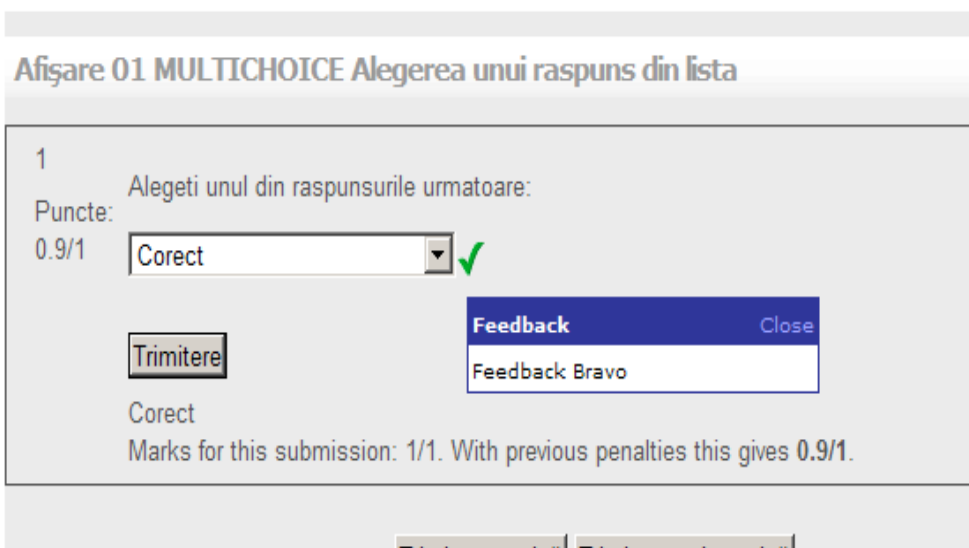 Afişare 01 MULTICHOICE Alegerea unui raspuns din lista
1
Puncte:
0.9/1
Alegeti unul din raspunsurile urmatoare:
Corect
Feedback Close
Feedback Bravo
Trimitere
Corect
Marks for this submission: 1/1. With previous penalties this gives 0.9/1.